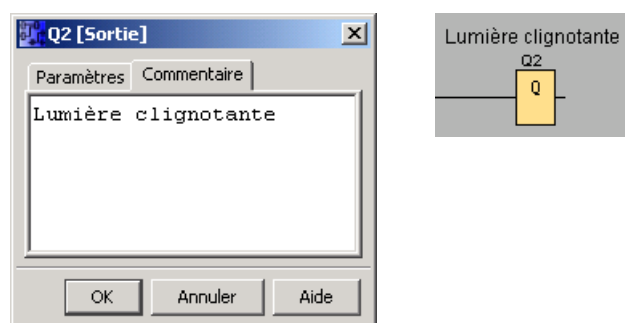 Q2 [Sortie]
Paramètres Commentaire
Lumière clignotante
OK Annuler Aide
Lumière clignotante
Q2
Q